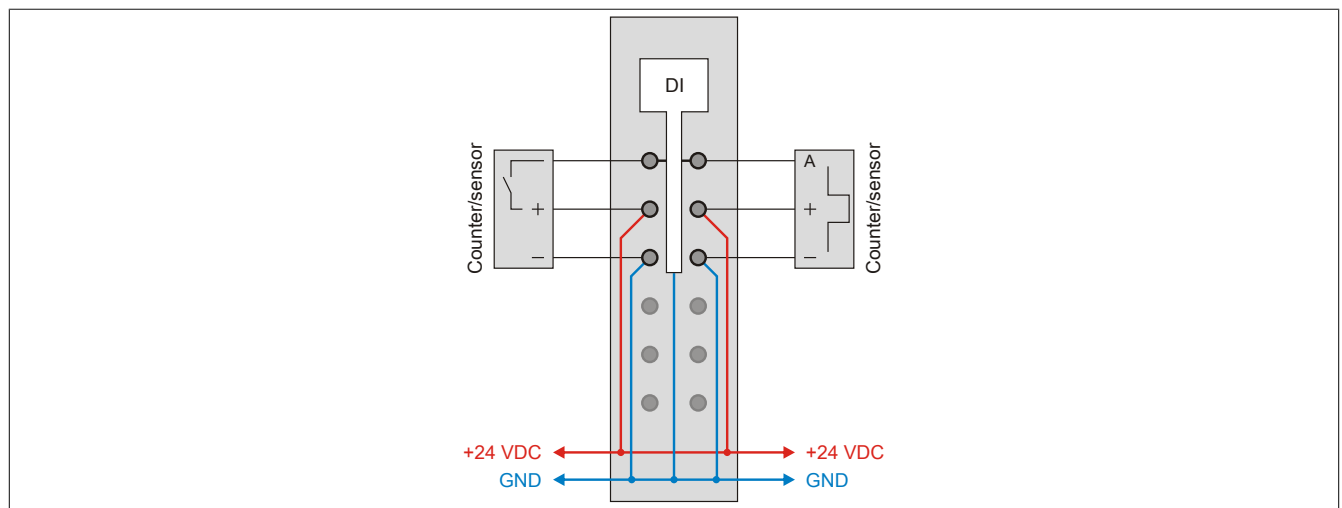 DI
Counter/sensor
+
–
A
+
–
Counter/sensor
+24 VDC
+24 VDC
GND
GND